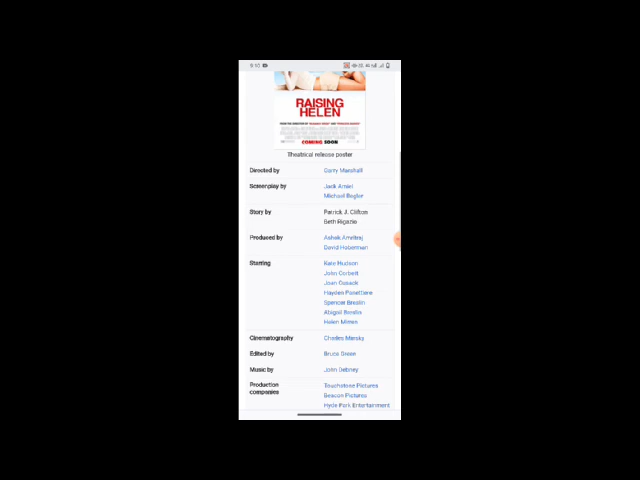 9:10
RAISING
HELEN
COMING SOON
Theatrical release poster
Directed by Garry Marshall
Screenplay by Jack Amiel
Michael Begler
Story by Patrick J. Clifton
Beth Rigazio
Produced by Ashok Amritraj
David Hoberman
Starring Kate Hudson
John Corbett
Joan Cusack
Hayden Panettiere
Spencer Breslin
Abigail Breslin
Helen Mirren
Cinematography Charles Minsky
Edited by Bruce Green
Music by John Debney
Production
companies Touchstone Pictures
Beacon Pictures
Hyde Park Entertainment